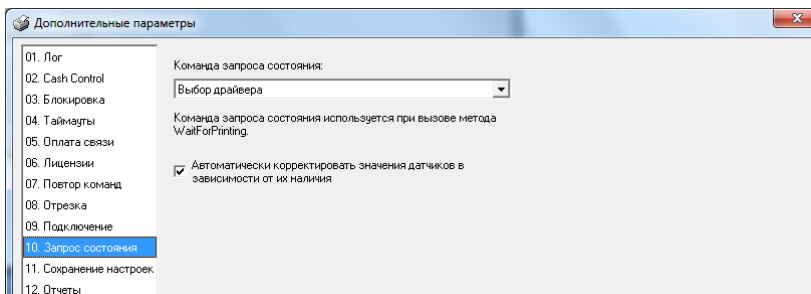 Дополнительные параметры
01. Лог
02. Cash Control
03. Блокировка
04. Таймауты
05. Оплата связи
06. Лицензии
07. Повтор команд
08. Отрезка
09. Подключение
10. Запрос состояния
11. Сохранение настроек
12. Отчеты
Команда запроса состояния:
Выбор драйвера
Команда запроса состояния используется при вызове метода
WaitForPrinting.
Автоматически корректировать значения датчиков в
зависимости от их наличия